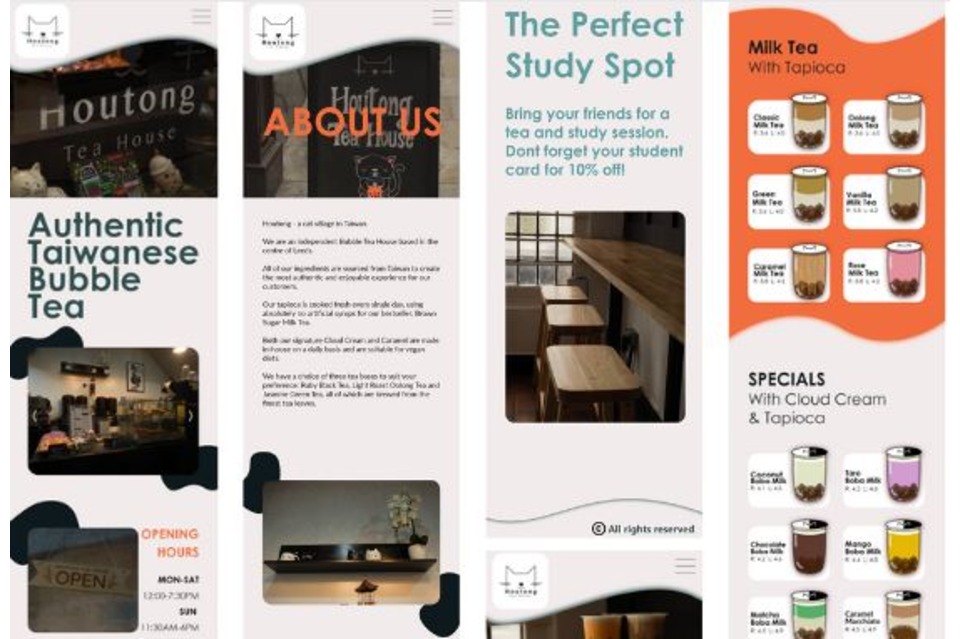 Houtong
Houtong
Tea House
Authentic
Taiwanese
Bubble
Tea
OPEN
OPENING
HOURS
MON-SAT
12:00-7:30PM
SUN
11:30AM-6PM
Houtong
Houtong
Tea House
ABOUT US
Houtong - a cat village in Taiwan
We are an independent Bubble Tea House based in the
centre of Leeds.
All of our ingredients are sourced from Taiwan to create
the most authentic and enjoyable experience for our
customers.
Our tapioca is cooked fresh every single day, using
absolutely no artificial syrups for our bestseller, Brown
Sugar Milk Tea.
Both our signature Cloud Cream and Caramel are made
in-house on a daily basis and are suitable for vegan
diets.
We have a choice of three tea bases to suit your
preference: Ruby Black Tea, Light Roast Oolong Tea and
Jasmine Green Tea, all of which are brewed from the
finest tea leaves.
The Perfect
Study Spot
Bring your friends for a
tea and study session.
Dont forget your student
card for 10% off!
© All rights reserved
Houtong
Milk Tea
With Tapioca
Classic
Milk Tea
Oolong
Milk Tea
Green
Milk Tea
Vanilla
Milk Tea
Caramel
Milk Tea
Rose
Milk Tea
SPECIALS
With Cloud Cream
& Tapioca
Coconut
Boba Milk
Taro
Boba Milk
Chocolate
Boba Milk
Mango
Boba Milk
Matcha
Boba Milk
Caramel
Macchiato